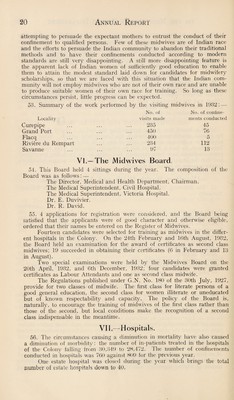 20 ANNUAL REPORT
attempting to persuade the expectant mothers to entrust the conduct of their
confinement to qualified persons. Few of these midwives are of Indian race
and the efforts to persuade the Indian community to abandon their traditional
methods and to have their confinements conducted according to modern
standards are still very disappointing. A still more disappointing feature is
the apparent lack of Indian women of sufficiently good education to enable
them to attain the modest standard laid down for candidates for midwifery
scholarships, so that we are faced with this situation that the Indian com-
munity will not employ midwives who are not of their own race and are unable
to produce suitable women of their own race for training. So long as these
circumstances persist, little progress can be expected.
53. Summary of the work performed by the visiting midwives in 1932:
No. of No. of confine-
Locality visits made ments conducted
Curepipe 235 45
Grand Port 450 76
Flacq 400 40
Rivière du Rempart 234 112
Savanne 97 13
VI.—The Midwives Board.
54. This Board held 4 sittings during the year. The composition of the
Board was as follows:
The Director, Medical and Health Department, Chairman.
The Medical Superintendent, Civil Hospital.
The Medical Superintendent, Victoria Hospital.
Dr. E. Duvivier.
Dr. R. David.
55. 4 applications for registration were considered, and the Board being
satisfied that the applicants were of good character and otherwise eligible,
ordered that their names be entered on the Register of Midwives.
Fourteen candidates were selected for training as midwives in the differ-
ent hospitals in the Colony. On the 20th February and 10th August, 1932,
the Board held an examination for the award of certificates as second class
midwives; 19 succeeded in obtaining their certificates (6 in February and 13
in August).
Two special examinations were held by the Midwives Board on the
20th April, 1932, and 6th December, 1932, four candidates were granted
certificates as Labour Attendants and one as second class midwife.
The Regulations published under G.N. No. 180 of the 30th July, 1927,
provide for two classes of midwife. The first class for literate persons of a
good general education, the second class for women illiterate or uneducated
but of known respectability and capacity. The policy of the Board is,
naturally, to encourage the training of midwives of the first class rather than
those of the second, but local conditions make the recognition of a second
class indispensable in the meantime.
VII.—Hospitals.
56. The circumstances causing a diminution in mortality have also caused
a diminution of morbidity: the number of in-patients treated in the hospitals
of the Colony falling from to 28,472. The number of confinements
conducted in hospitals was 760 against 800 for the previous year.
One estate hospital was closed during the year which brings the total
number of estate hospitals down to 40.